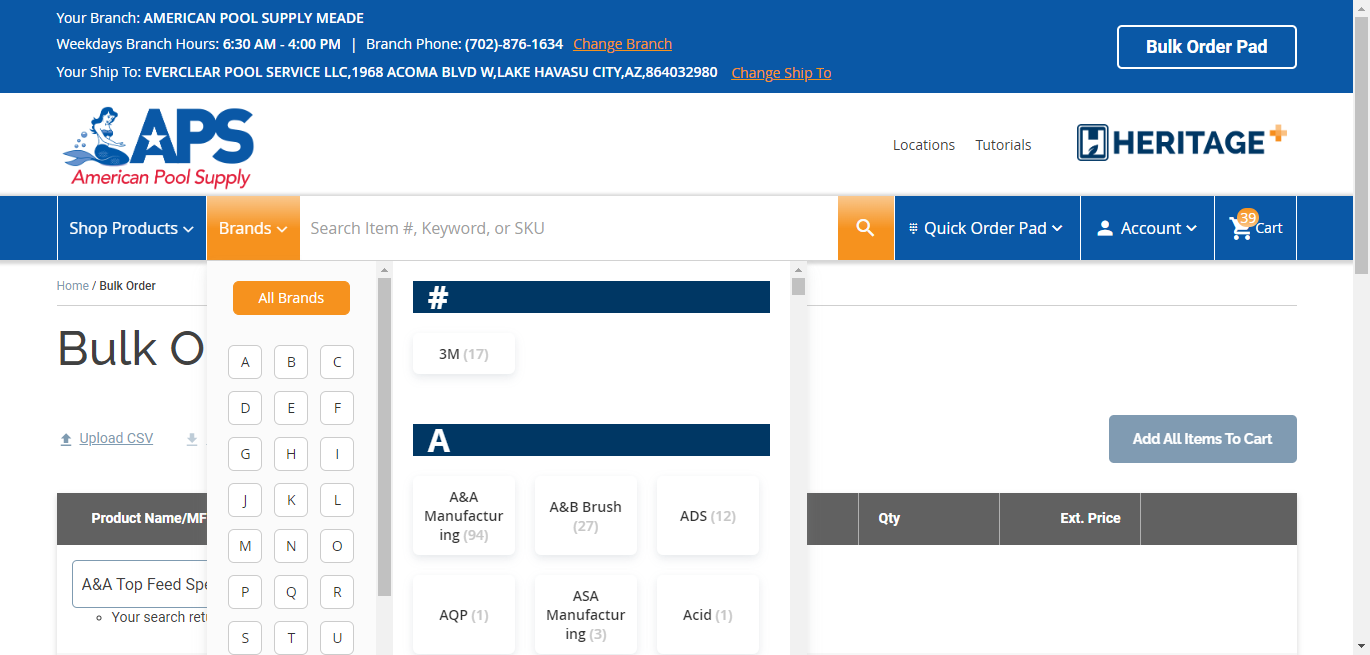 Your Branch: AMERICAN POOL SUPPLY MEADE
Weekdays Branch Hours: 6:30 AM - 4:00 PM | Branch Phone: (702)-876-1634 Change Branch
Your Ship To: EVERCLEAR POOL SERVICE LLC,1968 ACOMA BLVD W,LAKE HAVASU CITY,AZ,864032980 Change Ship To
Bulk Order Pad
APS
American Pool Supply
Locations Tutorials
HERITAGE+
Shop Products Brands Search Item #, Keyword, or SKU Quick Order Pad Account 39 Cart
Home / Bulk Order
Bulk O
Upload CSV
All Brands
A B C
D E F
G H I
J K L
M N O
P Q R
S T U
#
3M (17)
A
A&A
Manufactur
ing (94)
A&B Brush
(27)
ADS (12)
AQP (1)
ASA
Manufactur
ing (3)
Acid (1)
Add All Items To Cart
Product Name/MF
Qty
Ext. Price
A&A Top Feed Spe
Your search retu